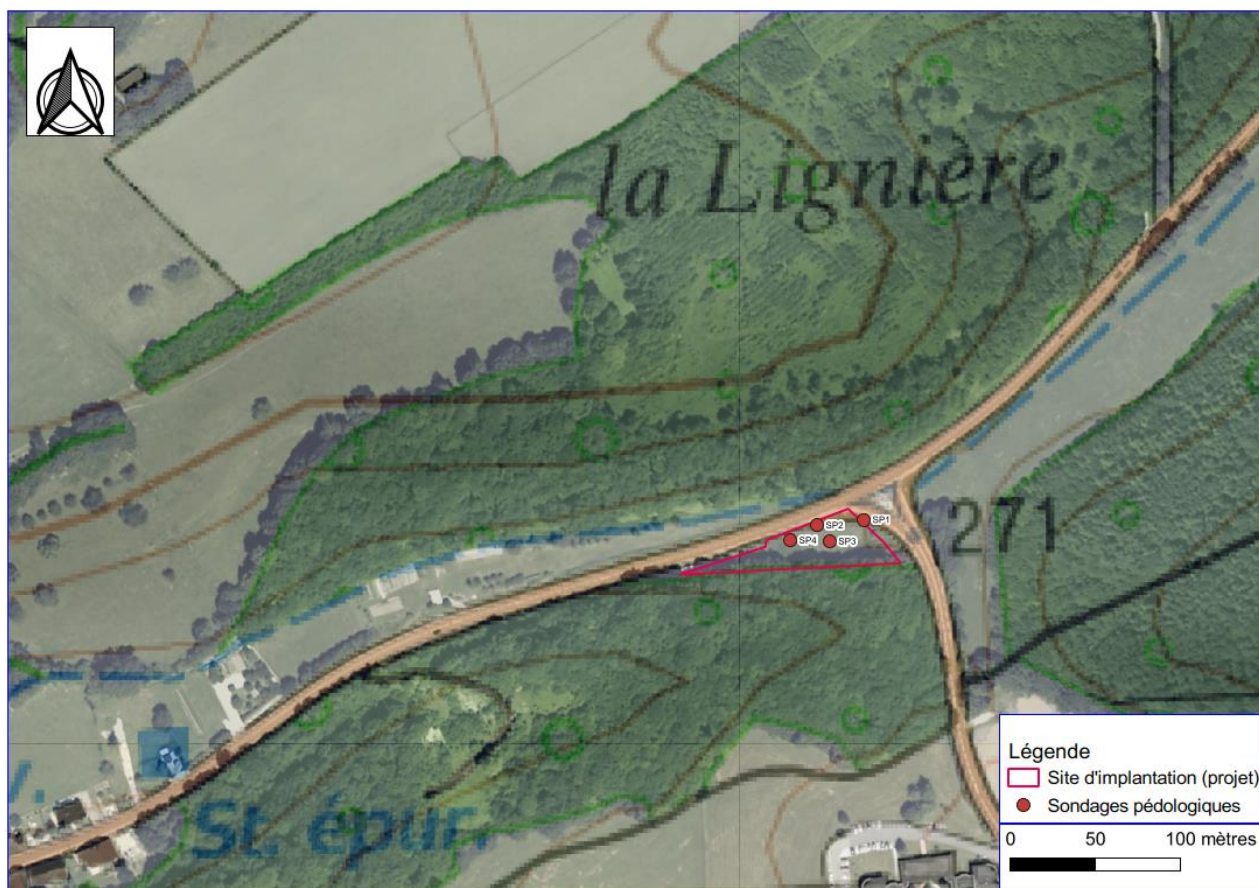 la Lignière
SP1
SP2
SP4
SP3
271
St. épur.
Légende
Site d'implantation (projet)
Sondages pédologiques
0 50 100 mètres